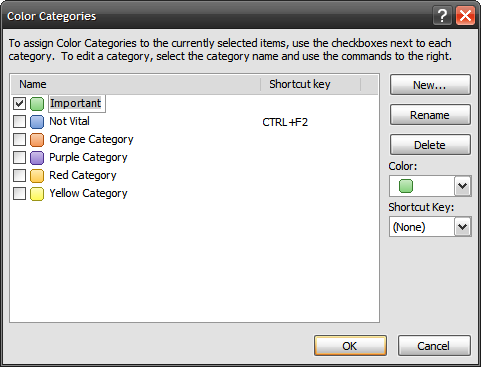 Color Categories
To assign Color Categories to the currently selected items, use the checkboxes next to each
category. To edit a category, select the category name and use the commands to the right.
Name Shortcut key
Important
Not Vital CTRL+F2
Orange Category
Purple Category
Red Category
Yellow Category
New...
Rename
Delete
Color:
Shortcut Key:
(None)
OK Cancel